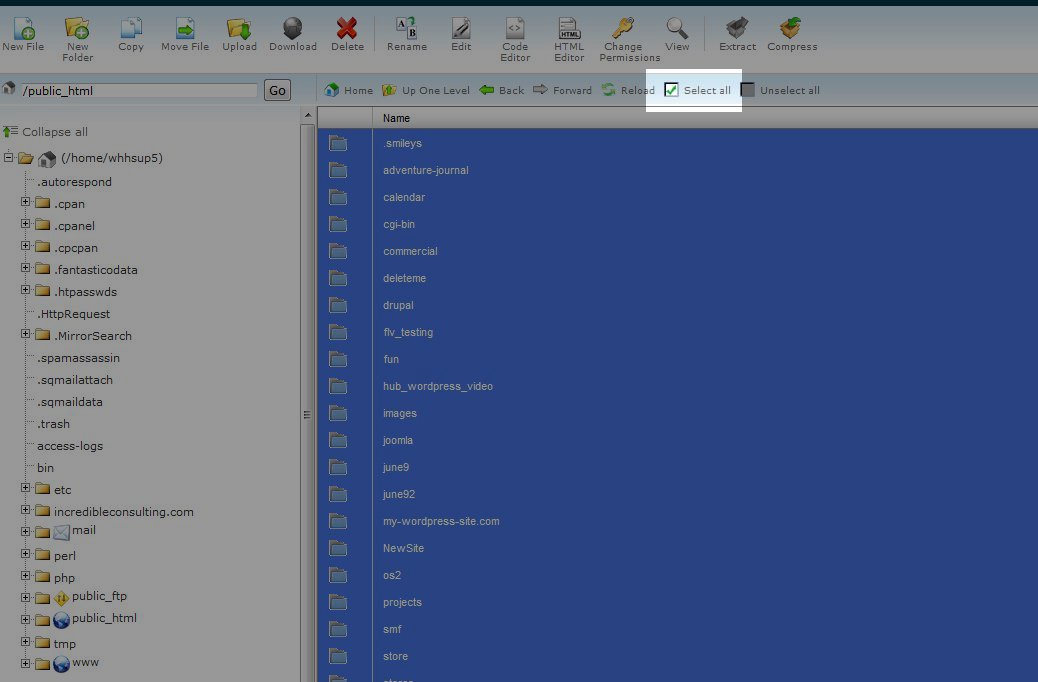 New File
New Folder
Copy
Move File
Upload
Download
Delete
Rename
Edit
Code Editor
HTML Editor
Change Permissions
View
Extract
Compress
/public_html
Go
Home
Up One Level
Back
Forward
Reload
Select all
Unselect all
Collapse all
(/home/whhsup5)
.autorespond
.cpan
.cpanel
.cpcpan
.fantasticodata
.htpasswds
.HttpRequest
.MirrorSearch
.spamassassin
.sqmailattach
.sqmaildata
.trash
access-logs
bin
etc
incredibleconsulting.com
mail
perl
php
public_ftp
public_html
tmp
www
Name
.smileys
adventure-journal
calendar
cgi-bin
commercial
deleteme
drupal
flv_testing
fun
hub_wordpress_video
images
joomla
june9
june92
my-wordpress-site.com
NewSite
os2
projects
smf
store